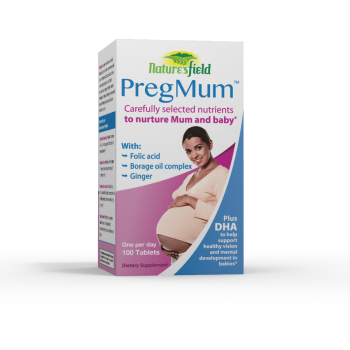 Nature'sfield
PregMum™
Carefully selected nutrients
to nurture Mum and baby*
With:
Folic acid
Borage oil complex
Ginger
Plus
DHA
to help
support
healthy vision
and mental
development in
babies*
One per day
100 Tablets
Dietary Supplement